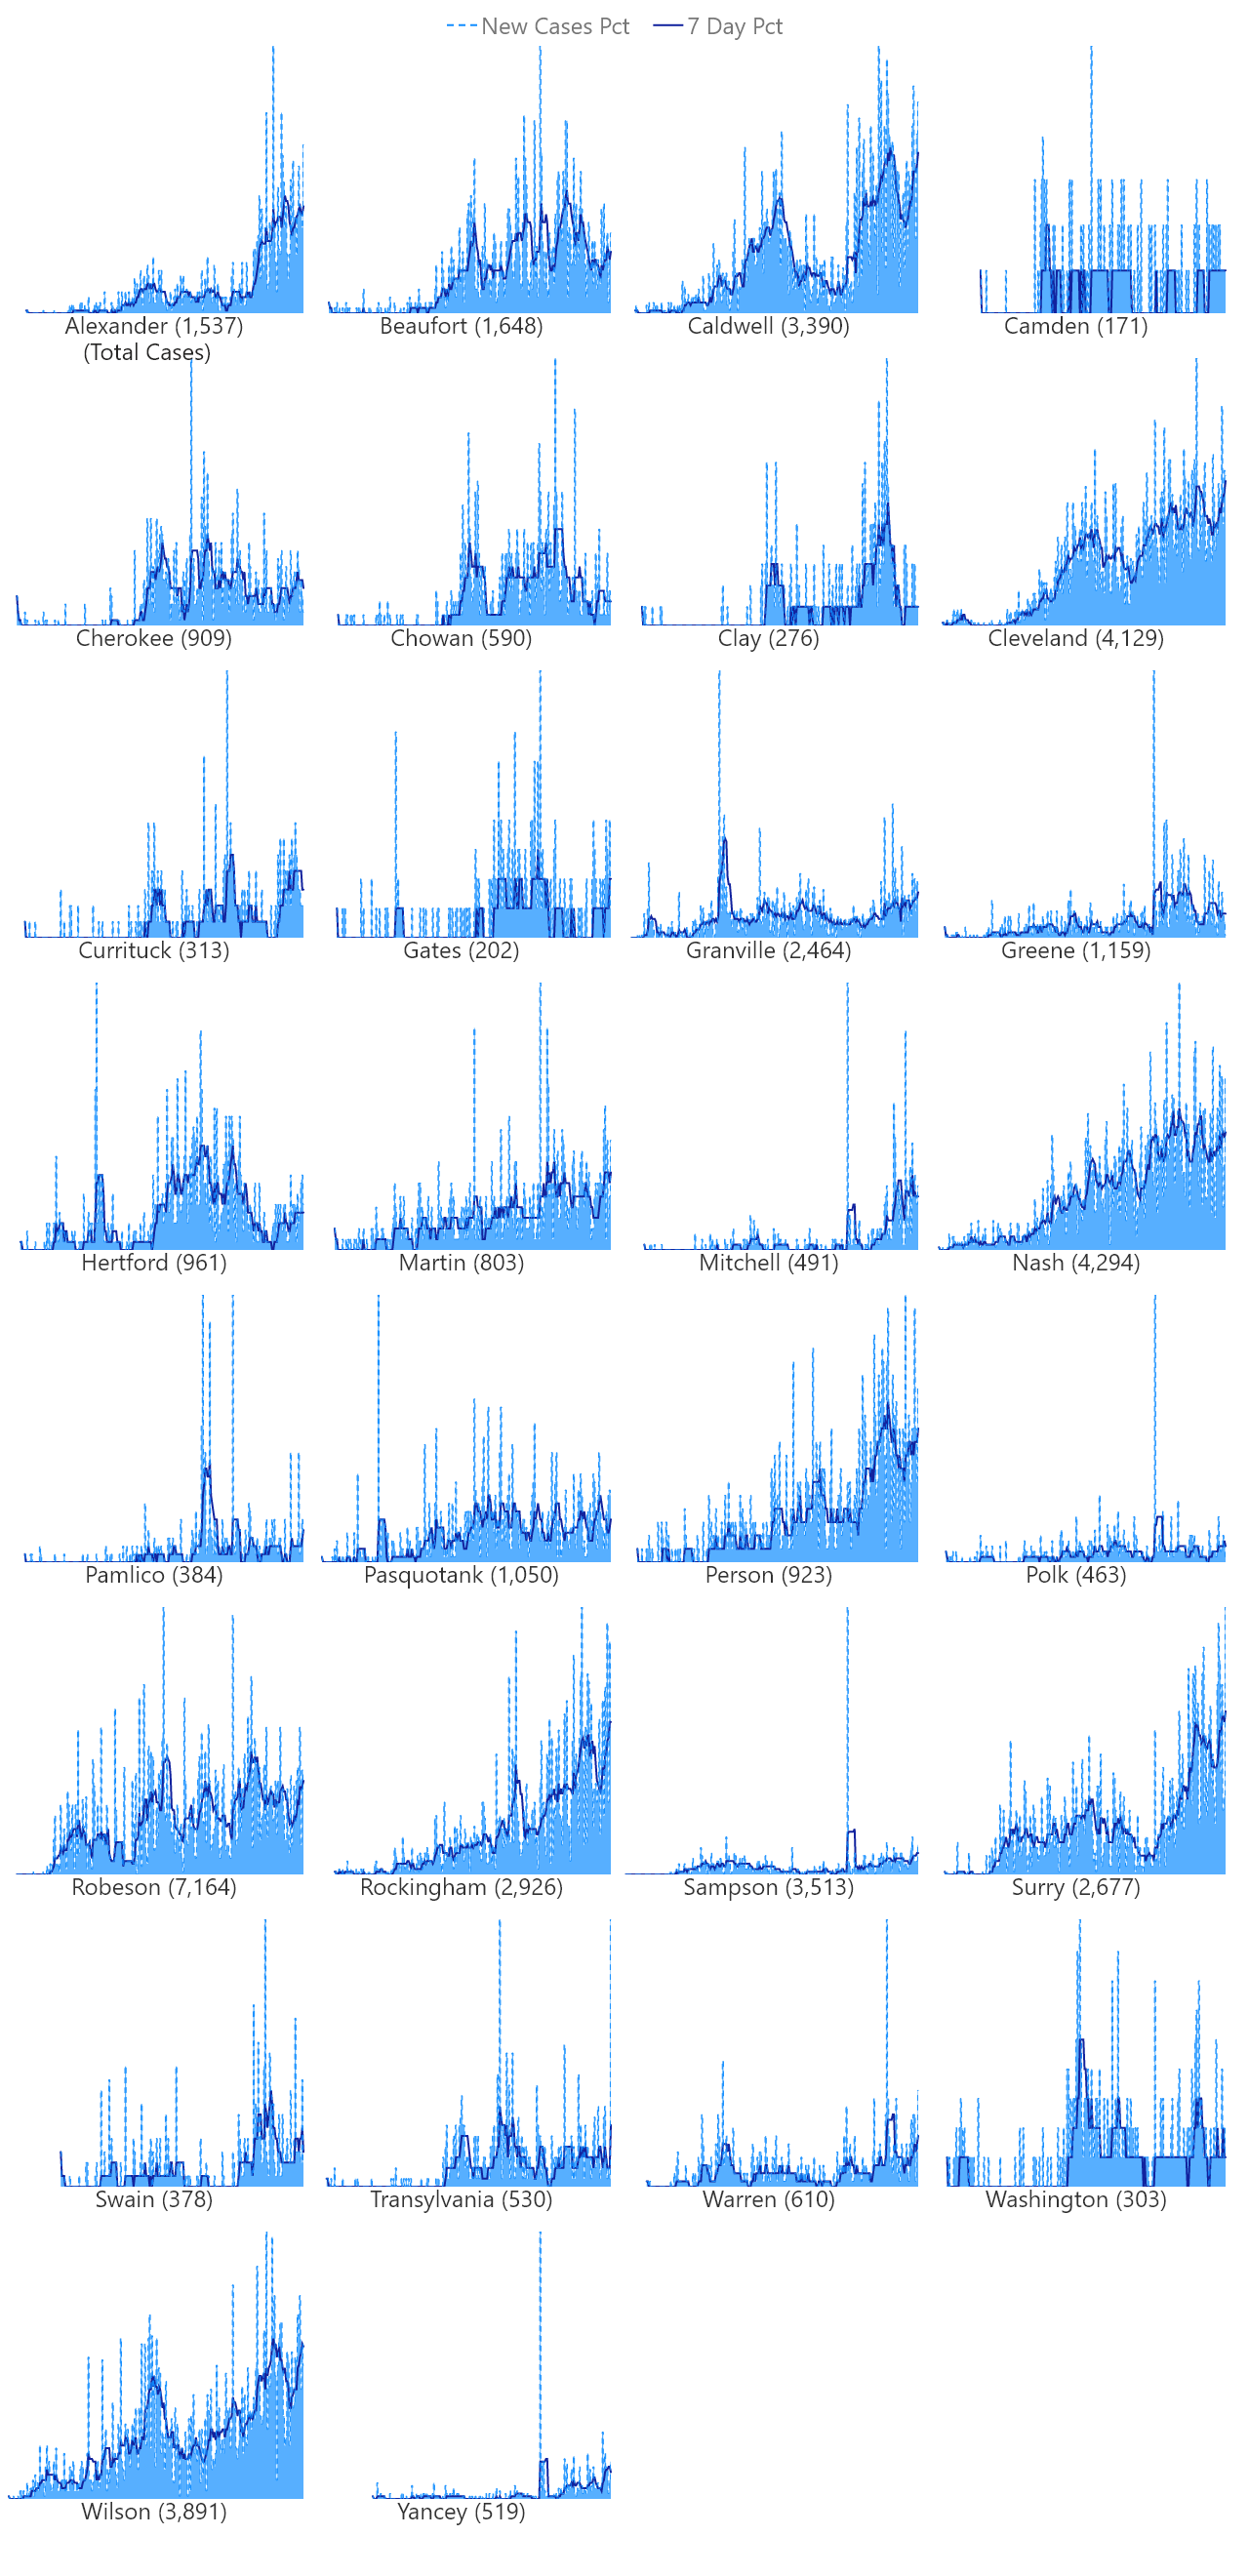 New Cases Pct 7 Day Pct
Alexander (1,537) Beaufort (1,648) Caldwell (3,390) Camden (171)
(Total Cases)
Cherokee (909) Chowan (590) Clay (276) Cleveland (4,129)
Currituck (313) Gates (202) Granville (2,464) Greene (1,159)
Hertford (961) Martin (803) Mitchell (491) Nash (4,294)
Pamlico (384) Pasquotank (1,050) Person (923) Polk (463)
Robeson (7,164) Rockingham (2,926) Sampson (3,513) Surry (2,677)
Swain (378) Transylvania (530) Warren (610) Washington (303)
Wilson (3,891) Yancey (519)